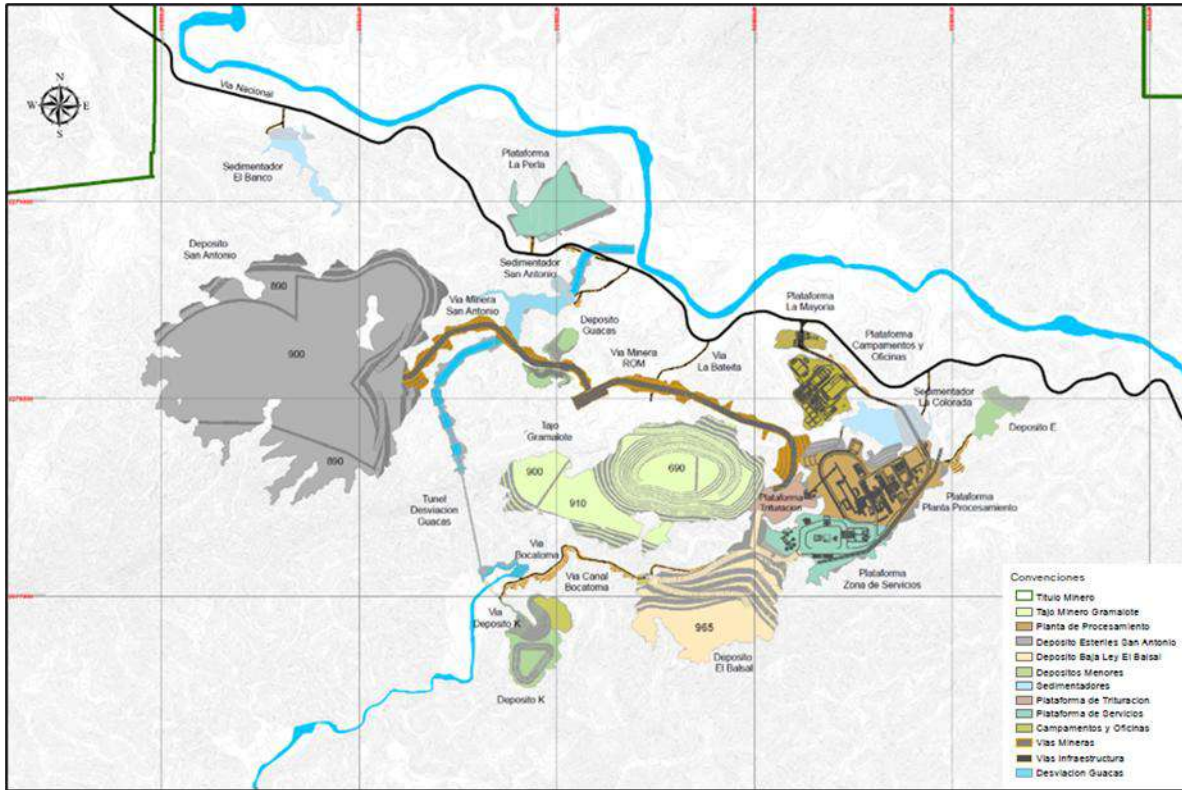 N
W
E
S
Via Nacional
Sedimentador
El Banco
Plataforma
La Perla
Deposito
San Antonio
Sedimentador
San Antonio
890
900
890
Via Minera
San Antonio
Deposito
Guacas
Via Minera
ROM
Via
La Bateita
Plataforma
La Mayoria
Plataforma
Campamentos y
Oficinas
Sedimentador
La Colorada
Deposito E
Tajo
Gramalote
900
910
690
Plataforma
Trituracion
Plataforma
Planta Procesamiento
Tunel
Desviacion
Guacas
Via
Bocatoma
Via Canal
Bocatoma
Plataforma
Zona de Servicios
Via
Deposito K
Deposito K
965
Deposito
El Balsal
Convenciones
Titulo Minero
Tajo Minero Gramalote
Planta de Procesamiento
Deposito Esteriles San Antonio
Deposito Baja Ley El Balsal
Depositos Menores
Sedimentadores
Plataforma de Trituracion
Plataforma de Servicios
Campamentos y Oficinas
Vias Mineras
Vias Infraestructura
Desviacion Guacas